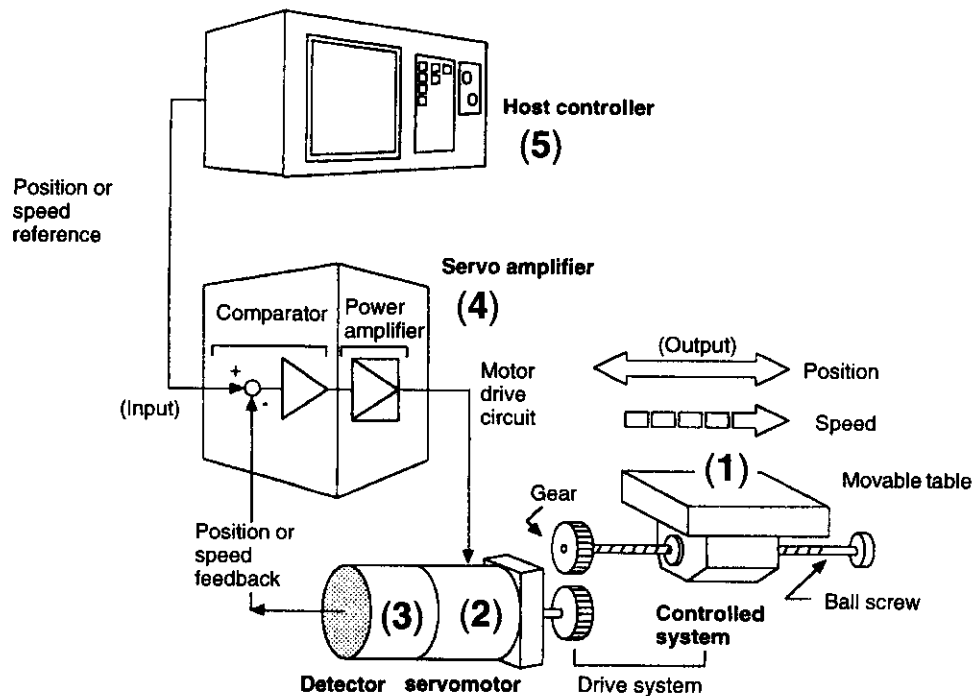 Host controller
(5)
Position or
speed
reference
Servo amplifier
(4)
Comparator
Power
amplifier
+
-
(Input)
Motor
drive
circuit
(Output)
Position
Speed
(1)
Movable table
Gear
Position or
speed
feedback
Ball screw
(3)
(2)
Controlled
system
Detector
servomotor
Drive system